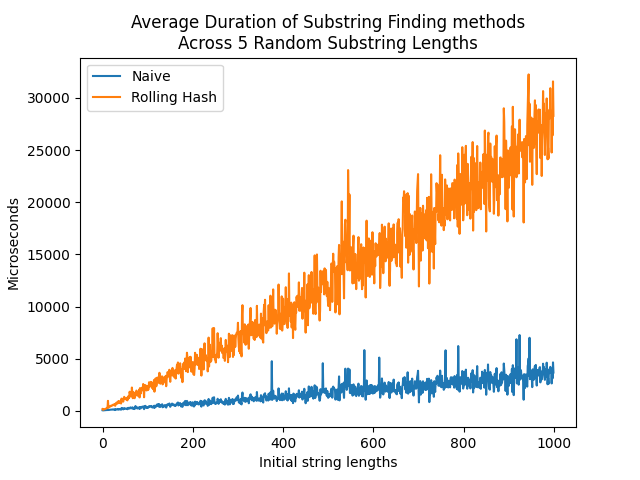 Average Duration of Substring Finding methods
Across 5 Random Substring Lengths
Naive
Rolling Hash
30000
25000
20000
15000
10000
5000
0
Microseconds
0 200 400 600 800 1000
Initial string lengths